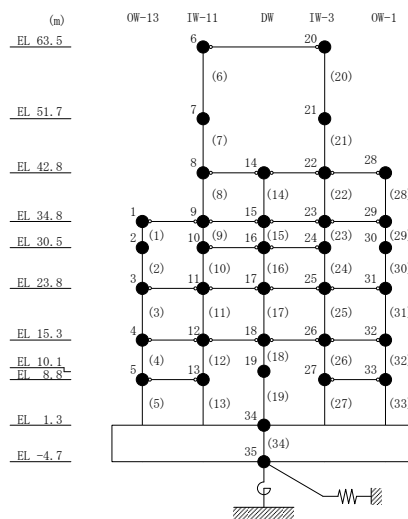 (m) OW-13 IW-11 DW IW-3 OW-1
EL 63.5 6 20
(6) (20)
EL 51.7 7 21
(7) (21)
EL 42.8 8 14 22 28
(8) (14) (22) (28)
EL 34.8 1 9 15 23 29
(1) (9) (15) (23) (29)
EL 30.5 2 10 16 24 30
(2) (10) (16) (24) (30)
EL 23.8 3 11 17 25 31
(3) (11) (17) (25) (31)
EL 15.3 4 12 18 26 32
(4) (12) (18) (26) (32)
EL 10.1 19
EL 8.8 5 13 27 33
(5) (13) (19) (27) (33)
EL 1.3 34
(34)
EL -4.7 35